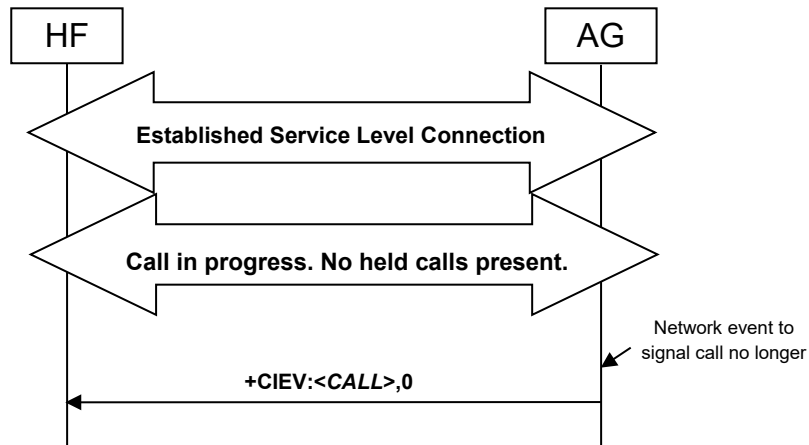 HF
AG
Established Service Level Connection
Call in progress. No held calls present.
Network event to
signal call no longer
+CIEV:<CALL>,0